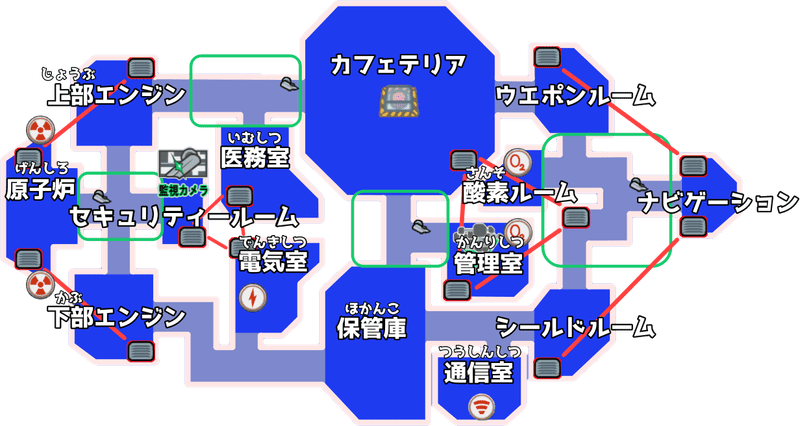 カフェテリア
じょうぶ
上部エンジン
ウエポンルーム
いむしつ
医務室
げんしろ
原子炉
監視カメラ
さんそ
酸素ルーム
O₂
ナビゲーション
セキュリティールーム
O₂
でんきしつ
電気室
かんりしつ
管理室
かぶ
下部エンジン
ほかんこ
保管庫
シールドルーム
つうしんしつ
通信室